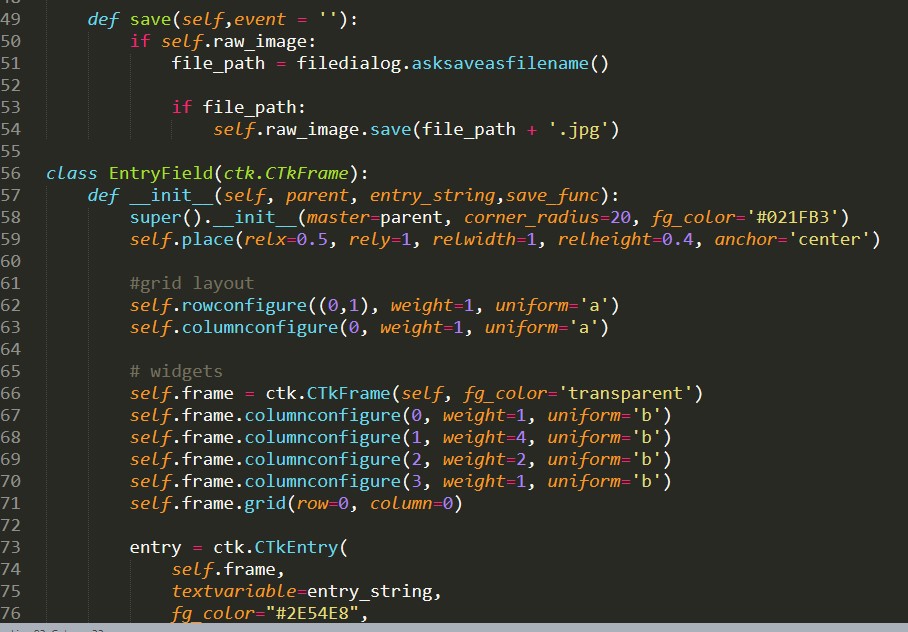 49 def save(self,event = ''):
50 if self.raw_image:
51 file_path = filedialog.asksaveasfilename()
52
53 if file_path:
54 self.raw_image.save(file_path + '.jpg')
55
56 class EntryField(ctk.CTkFrame):
57 def __init__(self, parent, entry_string,save_func):
58 super().__init__(master=parent, corner_radius=20, fg_color='#021FB3')
59 self.place(relx=0.5, rely=1, relwidth=1, relheight=0.4, anchor='center')
60
61 #grid layout
62 self.rowconfigure((0,1), weight=1, uniform='a')
63 self.columnconfigure(0, weight=1, uniform='a')
64
65 # widgets
66 self.frame = ctk.CTkFrame(self, fg_color='transparent')
67 self.frame.columnconfigure(0, weight=1, uniform='b')
68 self.frame.columnconfigure(1, weight=4, uniform='b')
69 self.frame.columnconfigure(2, weight=2, uniform='b')
70 self.frame.columnconfigure(3, weight=1, uniform='b')
71 self.frame.grid(row=0, column=0)
72
73 entry = ctk.CTkEntry(
74 self.frame,
75 textvariable=entry_string,
76 fg_color="#2E54E8",